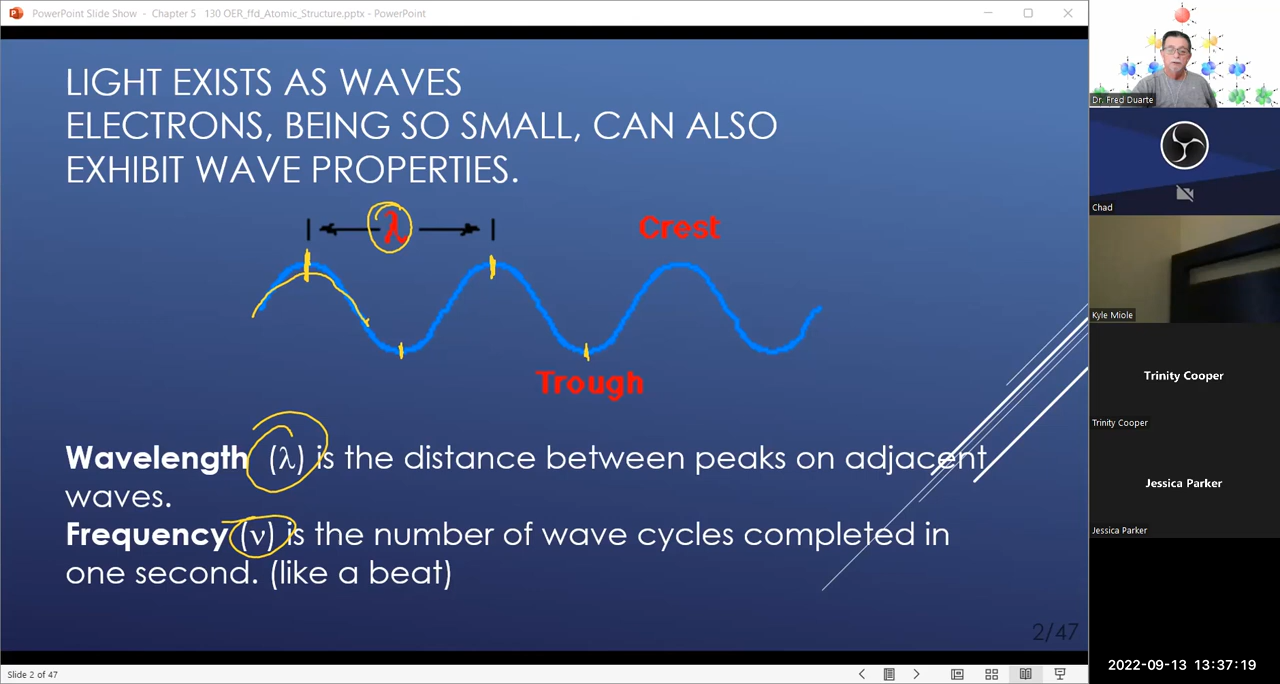 PowerPoint Slide Show - Chapter 5 130 OER_ffd_Atomic_Structure.pptx - PowerPoint
LIGHT EXISTS AS WAVES
ELECTRONS, BEING SO SMALL, CAN ALSO
EXHIBIT WAVE PROPERTIES.
λ
Crest
Trough
Wavelength (λ) is the distance between peaks on adjacent
waves.
Frequency (ν) is the number of wave cycles completed in
one second. (like a beat)
2/47
Slide 2 of 47
Dr. Fred Duarte
Chad
Kyle Miole
Trinity Cooper
Trinity Cooper
Jessica Parker
Jessica Parker
2022-09-13 13:37:19